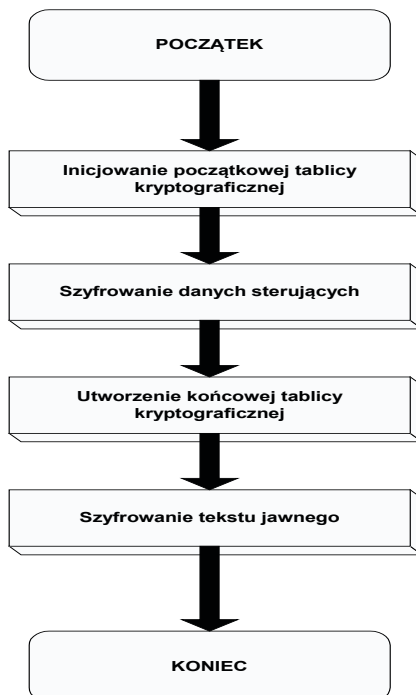 POCZĄTEK
Inicjowanie początkowej tablicy
kryptograficznej
Szyfrowanie danych sterujących
Utworzenie końcowej tablicy
kryptograficznej
Szyfrowanie tekstu jawnego
KONIEC